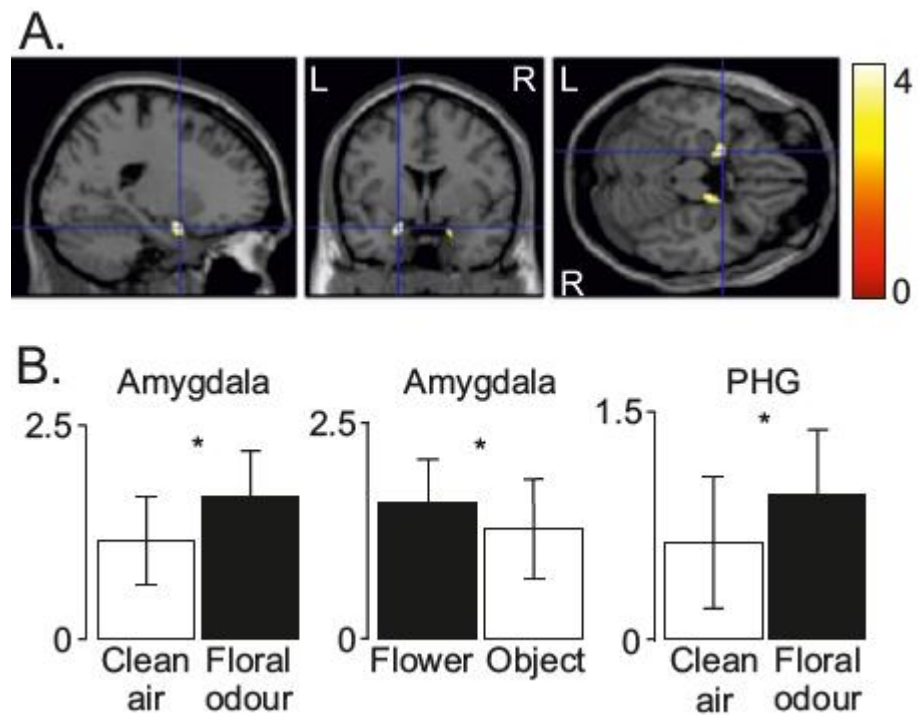 A.
L R
L
R
4
0
B.
Amygdala
2.5
*
0
Clean Floral
air odour
Amygdala
2.5
*
0
Flower Object
PHG
1.5
*
0
Clean Floral
air odour